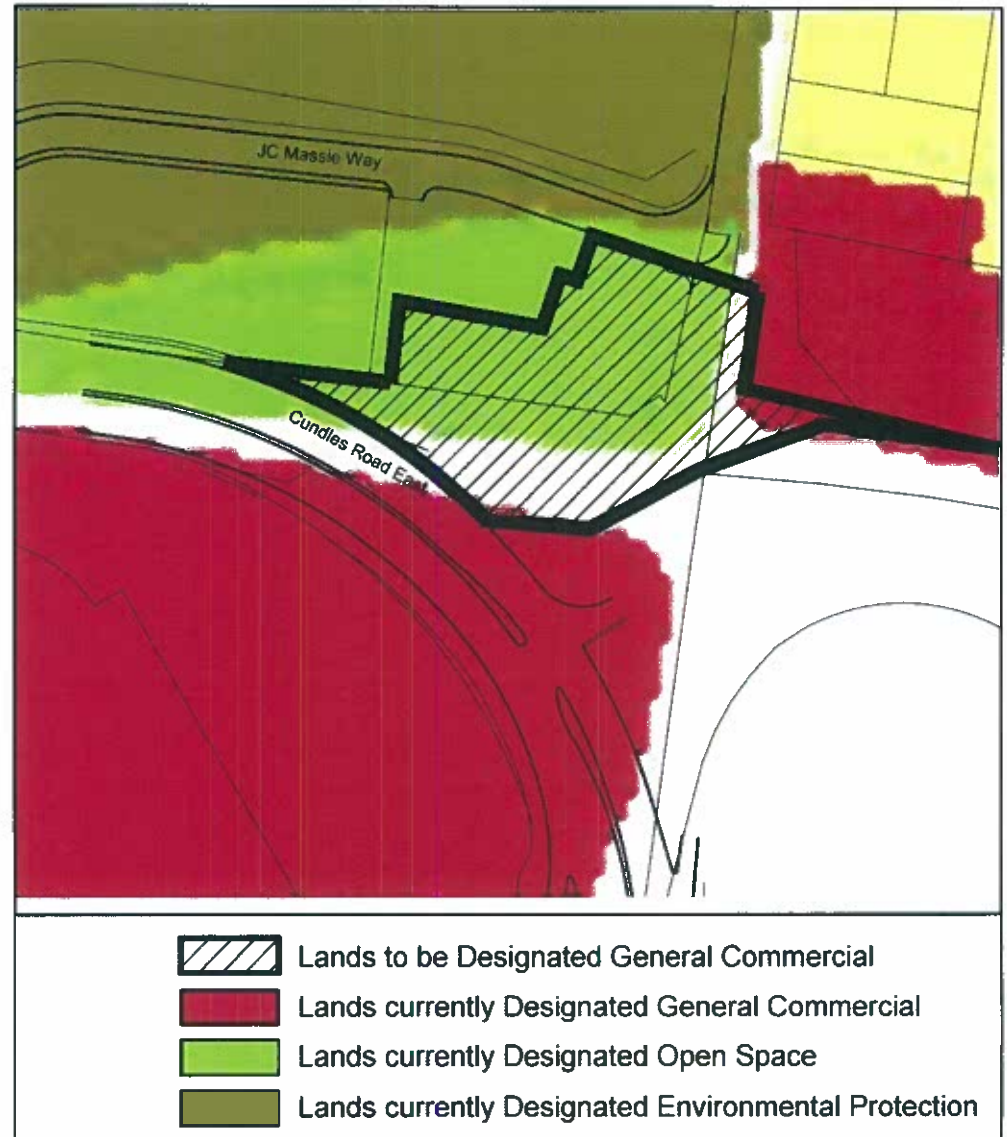 JC Massie Way
Cundles Road East
Lands to be Designated General Commercial
Lands currently Designated General Commercial
Lands currently Designated Open Space
Lands currently Designated Environmental Protection